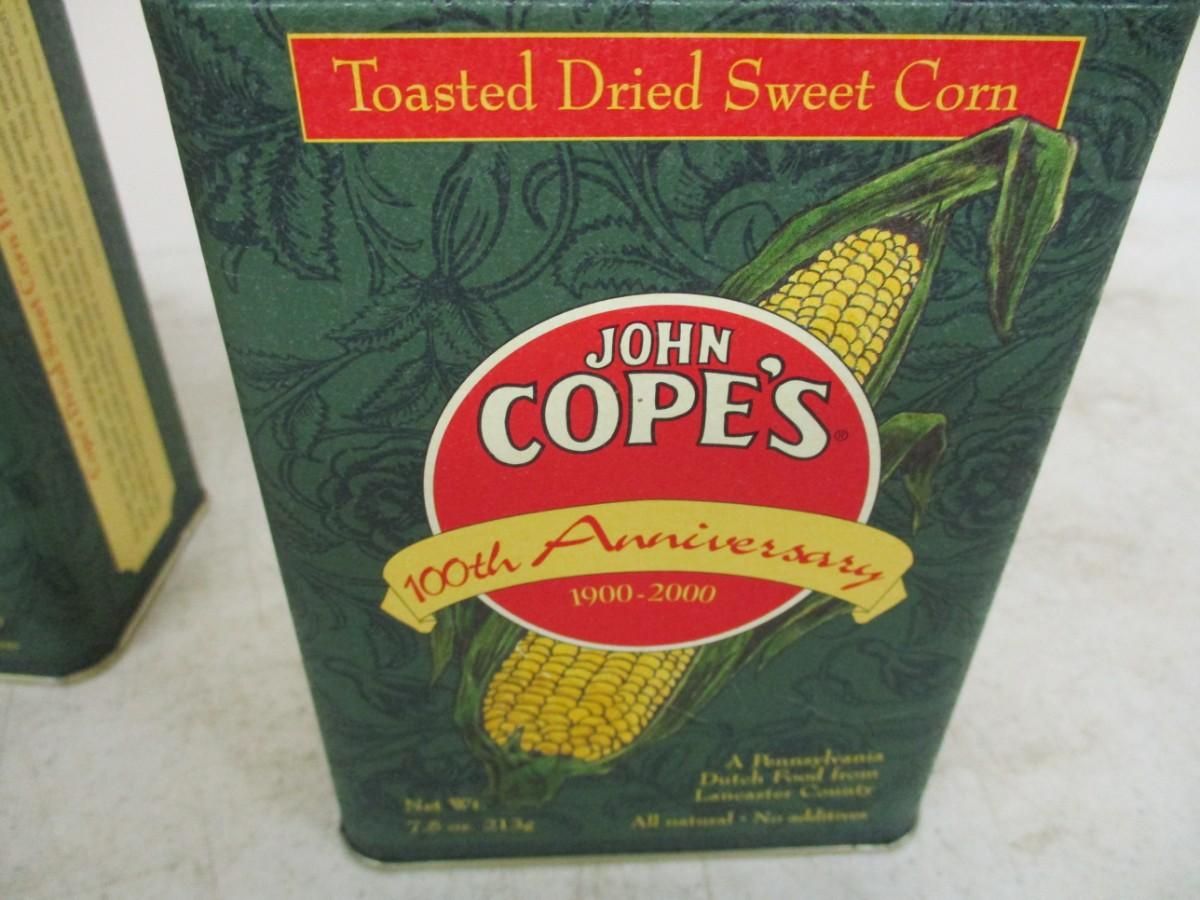 Toasted Dried Sweet Corn
JOHN
COPE'S®
100th Anniversary
1900-2000
A Pennsylvania
Dutch Food from
Lancaster County
Net Wt.
7.5 oz. 213g
All natural • No additives